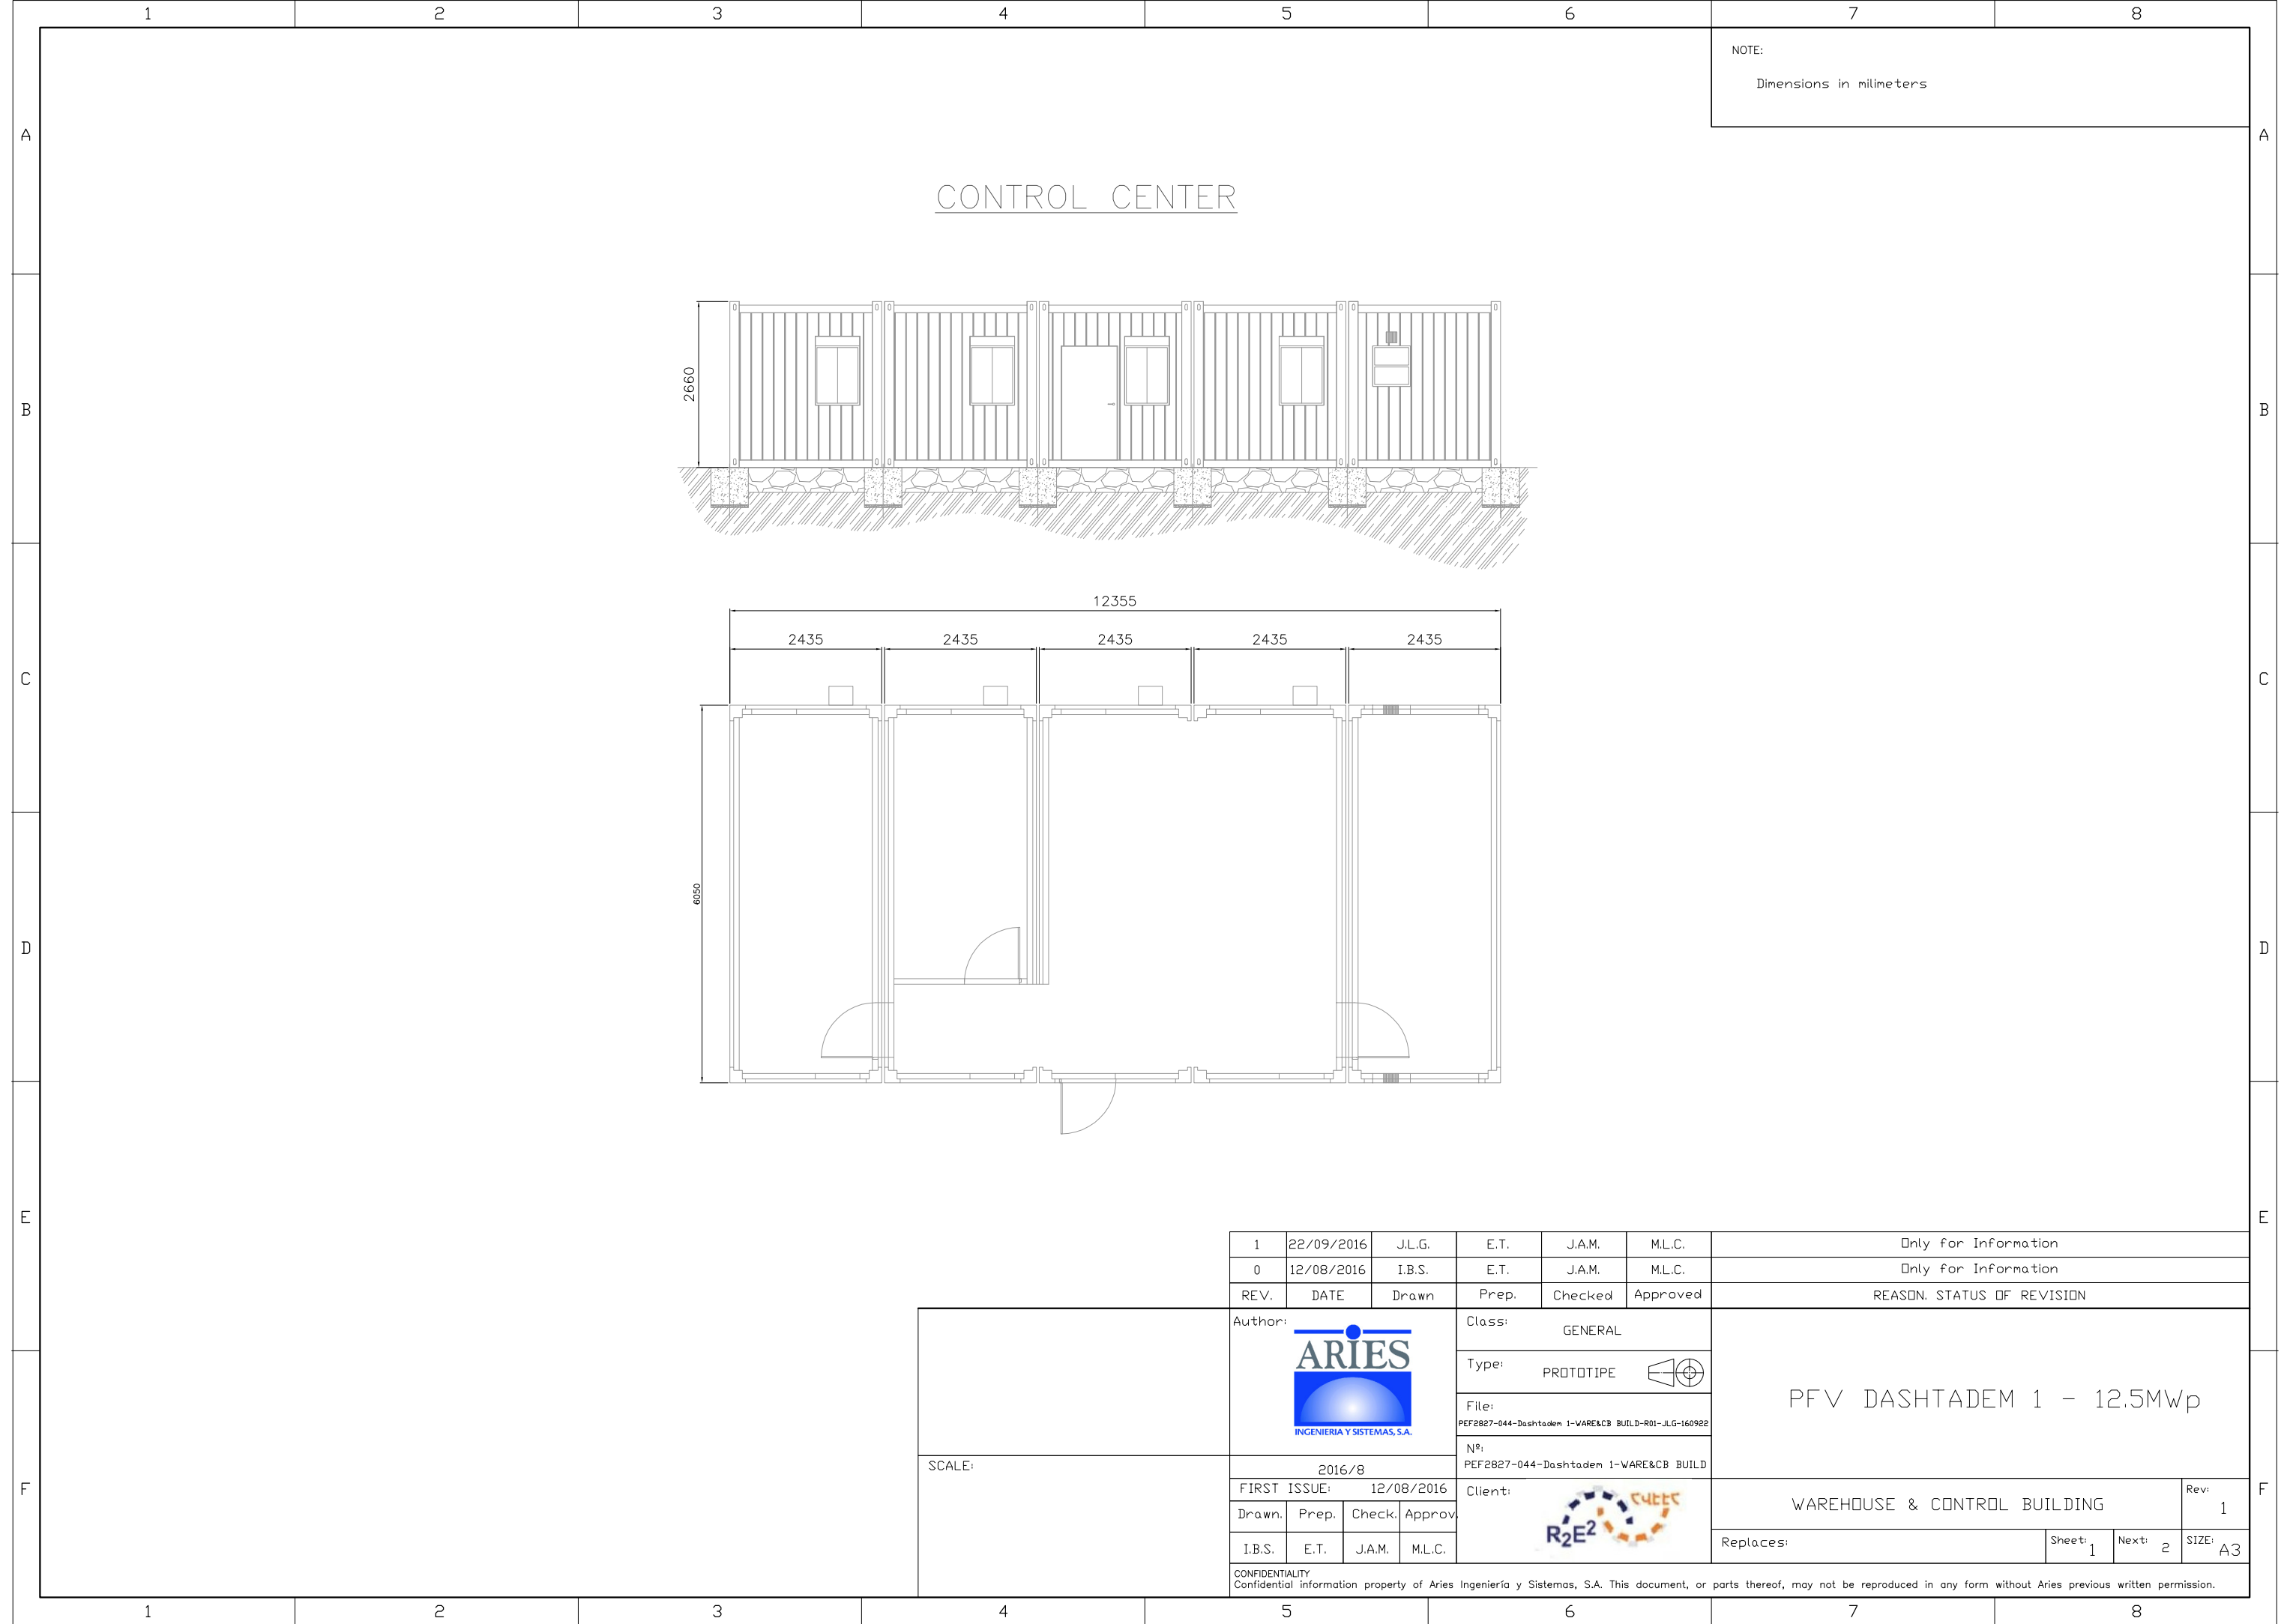 1 2 3 4 5 6 7 8
NOTE:
Dimensions in milimeters
A A
CONTROL CENTER
2660
B B
12355
2435 2435 2435 2435 2435
C C
6050
D D
E E
1 22/09/2016 J.L.G. E.T. J.A.M. M.L.C. Only for Information
0 12/08/2016 I.B.S. E.T. J.A.M. M.L.C. Only for Information
REV. DATE Drawn Prep. Checked Approved REASON. STATUS OF REVISION
Author:
ARIES
INGENIERIA Y SISTEMAS, S.A.
Class:
GENERAL
Type:
PROTOTIPE
File:
PEF2827-044-Dashtadem 1-WARE&CB BUILD-R01-JLG-160922
Nº:
PEF2827-044-Dashtadem 1-WARE&CB BUILD
PFV DASHTADEM 1 - 12.5MWp
SCALE:
2016/8
FIRST ISSUE: 12/08/2016
Drawn. Prep. Check. Approv.
I.B.S. E.T. J.A.M. M.L.C.
Client:
R2E2
WAREHOUSE & CONTROL BUILDING
Rev:
1
Replaces:
Sheet: 1
Next: 2
SIZE: A3
F F
CONFIDENTIALITY
Confidential information property of Aries Ingeniería y Sistemas, S.A. This document, or parts thereof, may not be reproduced in any form without Aries previous written permission.
1 2 3 4 5 6 7 8